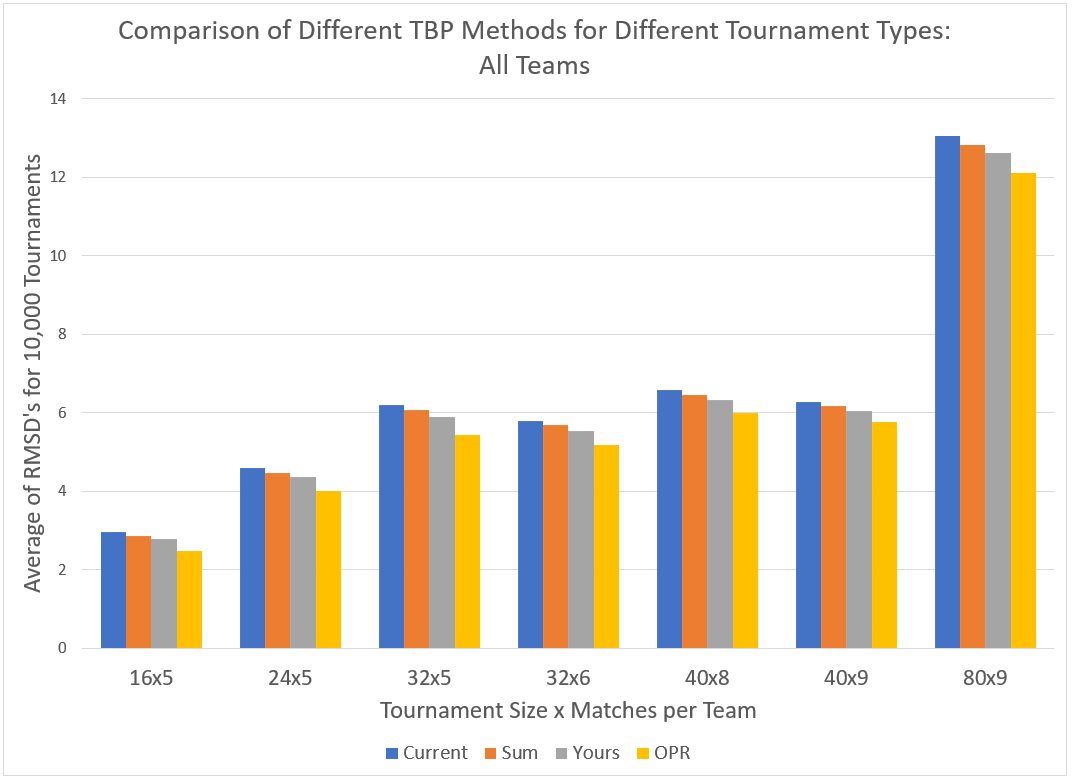 Comparison of Different TBP Methods for Different Tournament Types:
All Teams
Average of RMSD's for 10,000 Tournaments
14
12
10
8
6
4
2
0
16x5 24x5 32x5 32x6 40x8 40x9 80x9
Tournament Size x Matches per Team
Current Sum Yours OPR